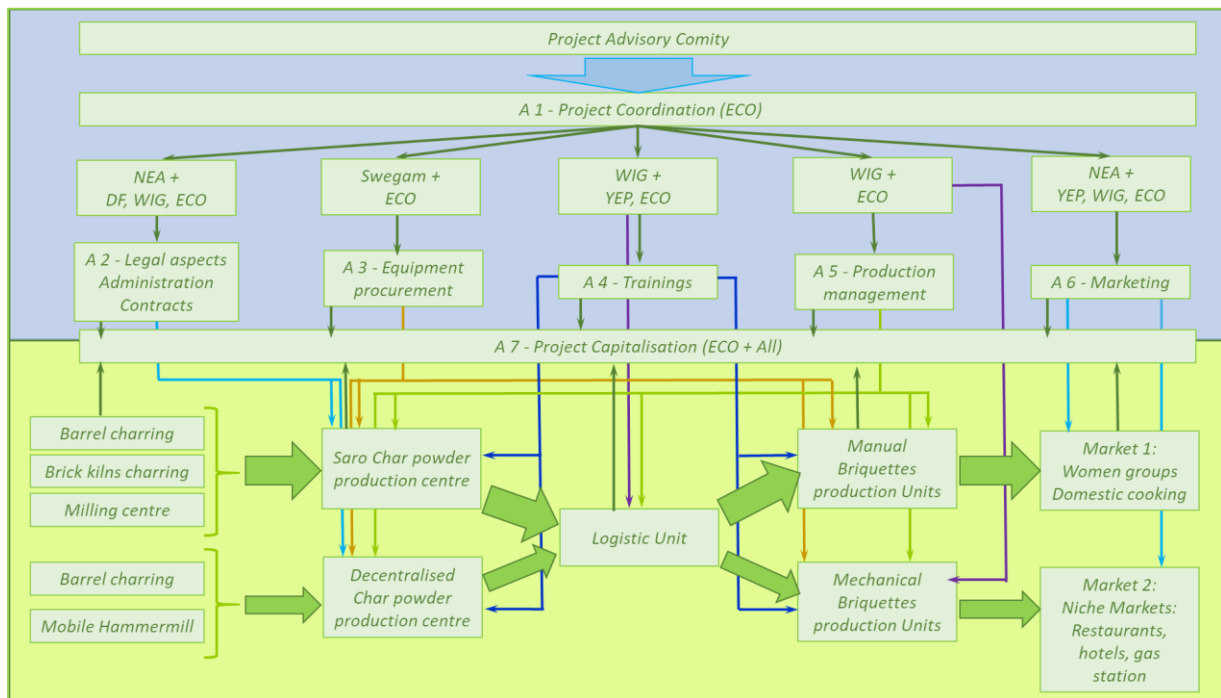 Project Advisory Comity
A 1 - Project Coordination (ECO)
NEA +
DF, WIG, ECO
Swegam +
ECO
WIG +
YEP, ECO
WIG +
ECO
NEA +
YEP, WIG, ECO
A 2 - Legal aspects
Administration
Contracts
A 3 - Equipment
procurement
A 4 - Trainings
A 5 - Production
management
A 6 - Marketing
A 7 - Project Capitalisation (ECO + All)
Barrel charring
Brick kilns charring
Milling centre
Saro Char powder
production centre
Manual
Briquettes
production Units
Market 1:
Women groups
Domestic cooking
Logistic Unit
Barrel charring
Mobile Hammermill
Decentralised
Char powder
production centre
Mechanical
Briquettes
production Units
Market 2:
Niche Markets:
Restaurants,
hotels, gas
station